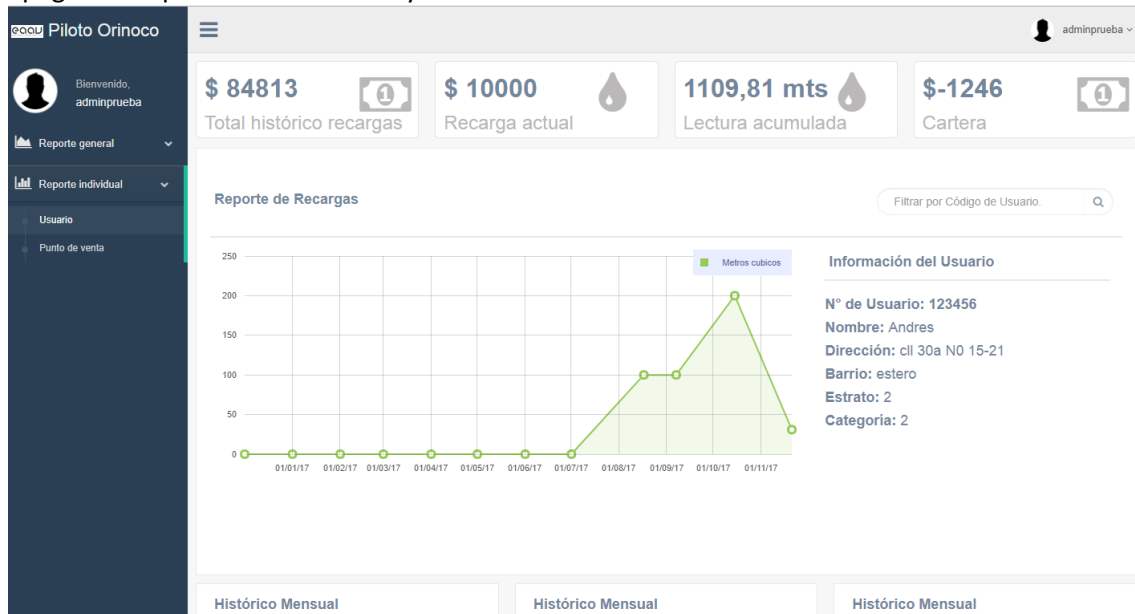 eaau Piloto Orinoco
adminprueba
Bienvenido,
adminprueba
Reporte general
Reporte individual
Usuario
Punto de venta
$ 84813
Total histórico recargas
$ 10000
Recarga actual
1109,81 mts
Lectura acumulada
$-1246
Cartera
Reporte de Recargas
Filtrar por Código de Usuario.
250
200
150
100
50
0
Metros cubicos
01/01/17 01/02/17 01/03/17 01/04/17 01/05/17 01/06/17 01/07/17 01/08/17 01/09/17 01/10/17 01/11/17
Información del Usuario
N° de Usuario: 123456
Nombre: Andres
Dirección: cll 30a N0 15-21
Barrio: estero
Estrato: 2
Categoría: 2
Histórico Mensual
Histórico Mensual
Histórico Mensual